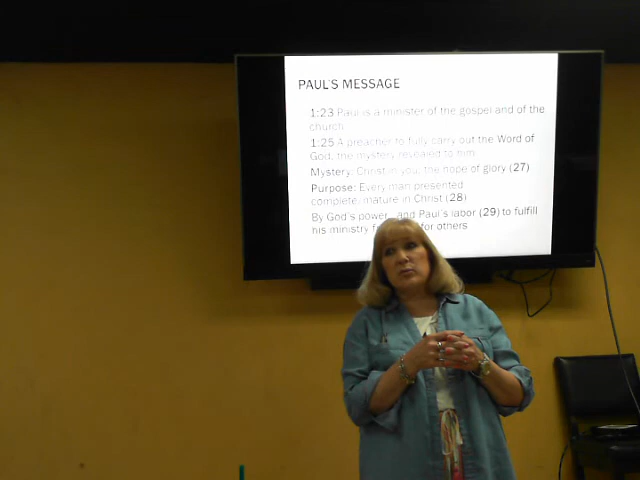 PAUL'S MESSAGE
1:23 Paul is a minister of the gospel and of the
church
1:25 A preacher to fully carry out the Word of
God, the mystery revealed to him
Mystery: Christ in you, the hope of glory (27)
Purpose: Every man presented
complete, mature in Christ (28)
By God's power, and Paul's labor (29) to fulfill
his ministry for others